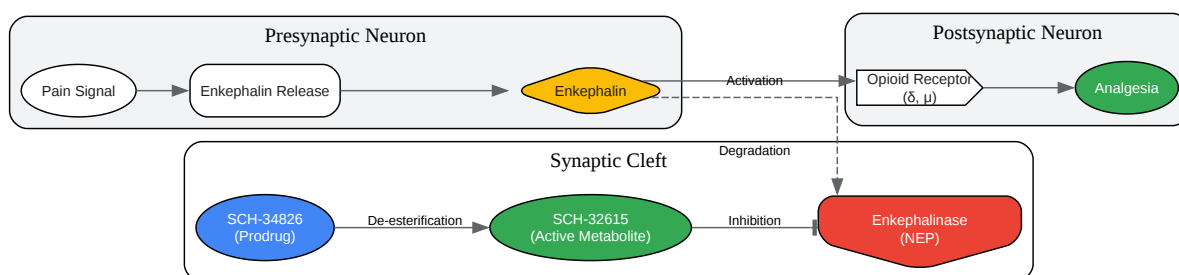 Presynaptic Neuron
Postsynaptic Neuron
Pain Signal
Enkephalin Release
Enkephalin
Activation
Opioid Receptor
(δ, μ)
Analgesia
Degradation
Synaptic Cleft
SCH-34826
(Prodrug)
De-esterification
SCH-32615
(Active Metabolite)
Inhibition
Enkephalinase
(NEP)